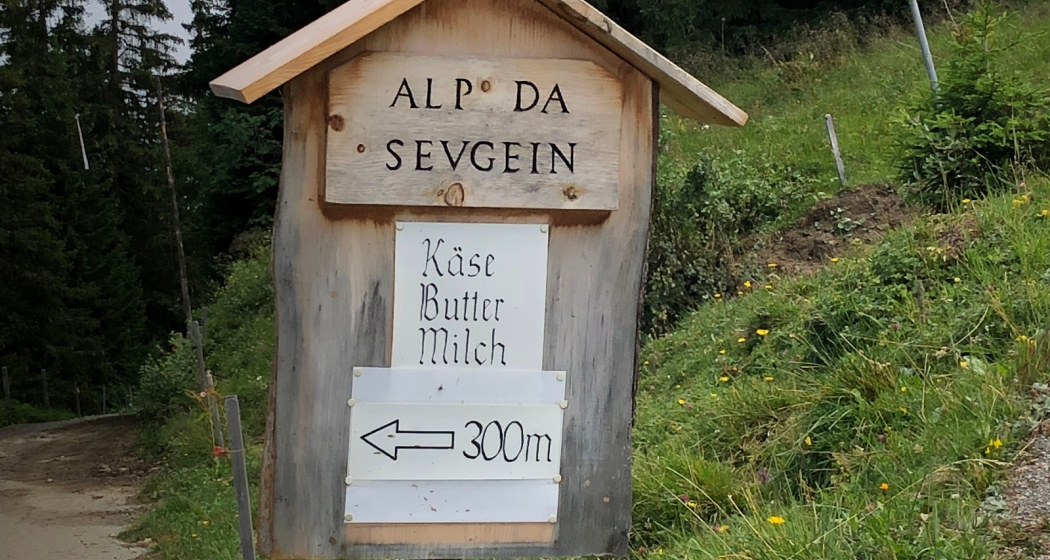 ALP DA
SEVGEIN
Käse
Butter
Milch
300m